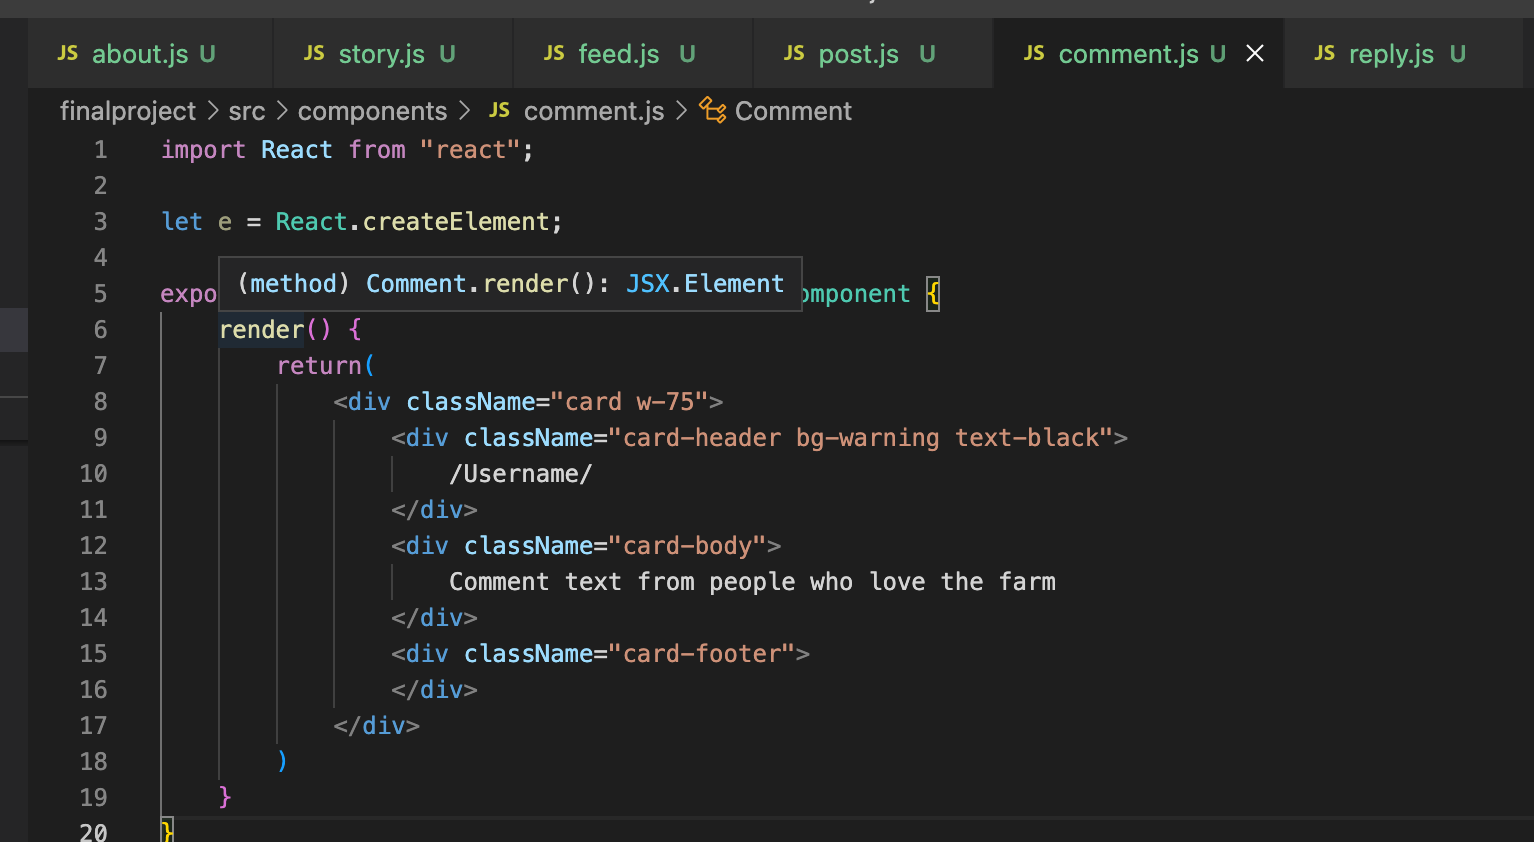 JS about.js U JS story.js U JS feed.js U JS post.js U JS comment.js U JS reply.js U
finalproject > src > components > JS comment.js > Comment
1 import React from "react";
2
3 let e = React.createElement;
4
(method) Comment.render(): JSX.Element
5 expo omponent {
6 render() {
7 return(
8 <div className="card w-75">
9 <div className="card-header bg-warning text-black">
10 /Username/
11 </div>
12 <div className="card-body">
13 Comment text from people who love the farm
14 </div>
15 <div className="card-footer">
16 </div>
17 </div>
18 )
19 }
20 }